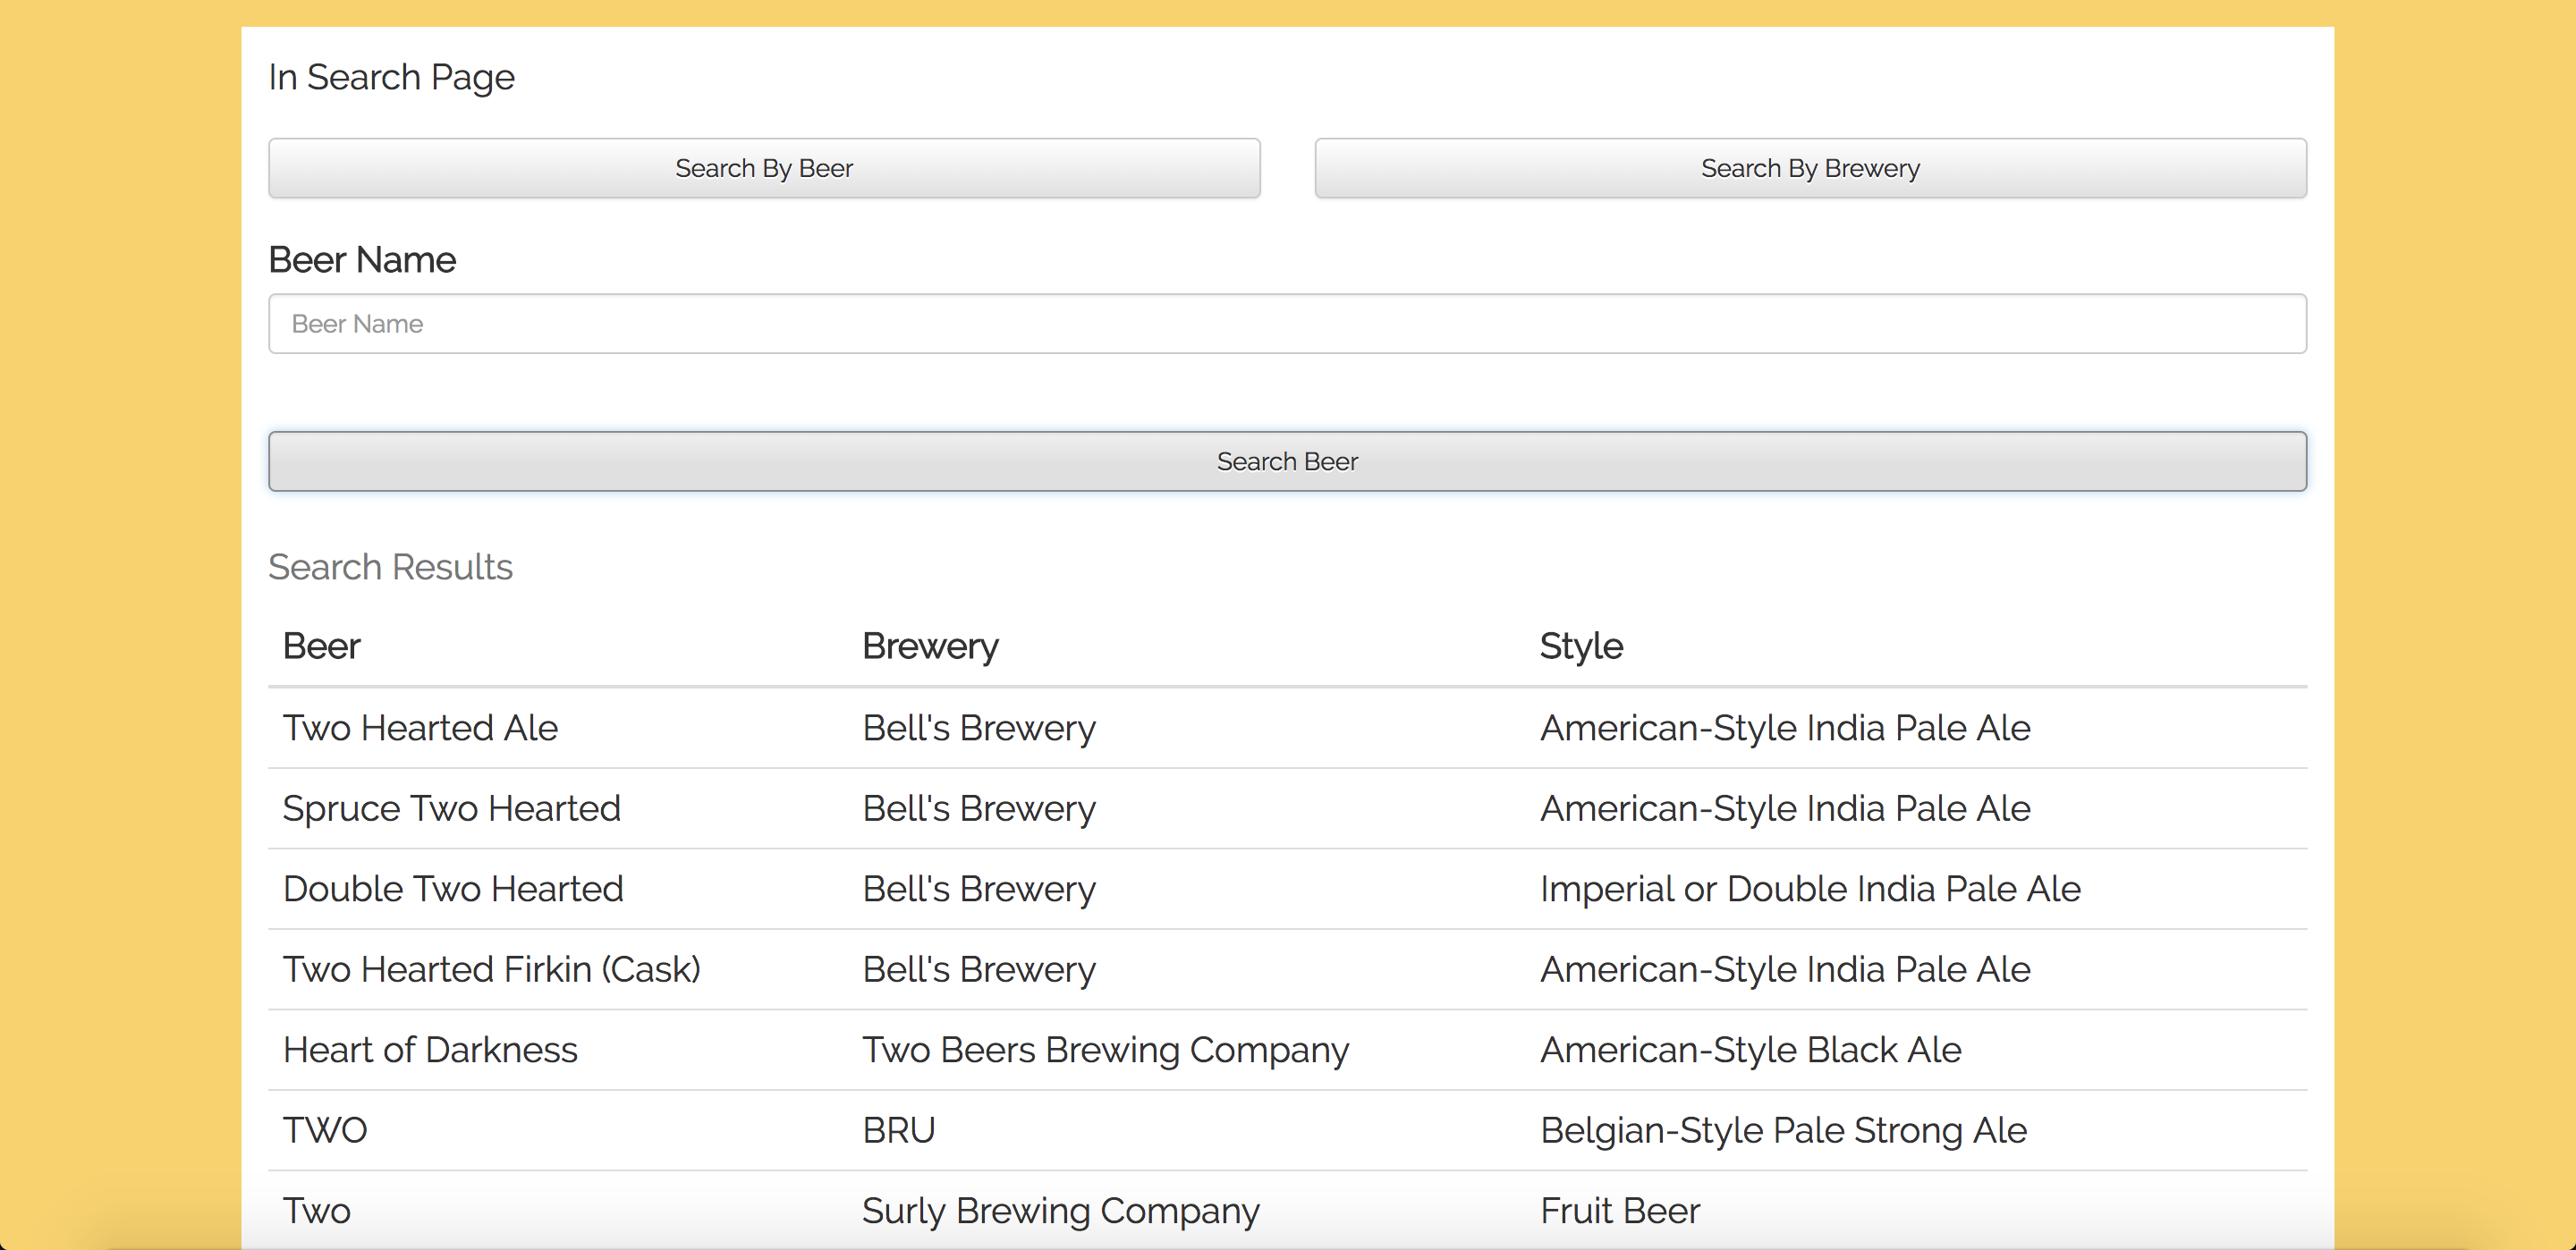 In Search Page
Search By Beer Search By Brewery
Beer Name
Beer Name
Search Beer
Search Results
Beer Brewery Style
Two Hearted Ale Bell's Brewery American-Style India Pale Ale
Spruce Two Hearted Bell's Brewery American-Style India Pale Ale
Double Two Hearted Bell's Brewery Imperial or Double India Pale Ale
Two Hearted Firkin (Cask) Bell's Brewery American-Style India Pale Ale
Heart of Darkness Two Beers Brewing Company American-Style Black Ale
TWO BRU Belgian-Style Pale Strong Ale
Two Surly Brewing Company Fruit Beer